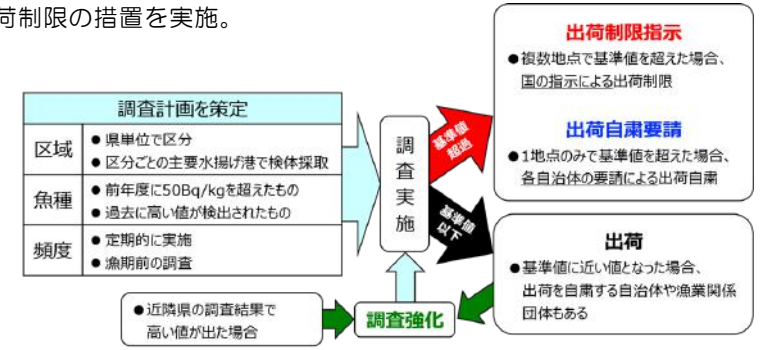 荷制限の措置を実施。
調査計画を策定
区域
●県単位で区分
●区分ごとの主要水揚げ港で検体採取
魚種
●前年度に50Bq/kgを超えたもの
●過去に高い値が検出されたもの
頻度
●定期的に実施
●漁期前の調査
●近隣県の調査結果で
高い値が出た場合
調査強化
調査実施
基準値
超過
基準値
以下
出荷制限指示
●複数地点で基準値を超えた場合、
国の指示による出荷制限
出荷自粛要請
●1地点のみで基準値を超えた場合、
各自治体の要請による出荷自粛
出荷
●基準値に近い値となった場合、
出荷を自粛する自治体や漁業関係
団体もある